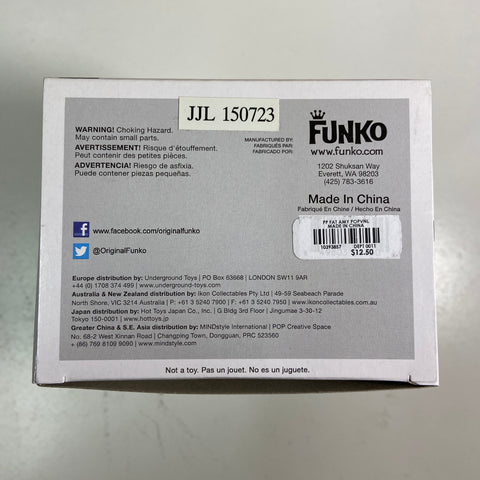 JJL 150723
WARNING! Choking Hazard.
May contain small parts.
AVERTISSEMENT! Risque d'étouffement.
Peut contenir des petites pièces.
ADVERTENCIA! Riesgo de asfixia.
Puede contener pequeñas partes.
MANUFACTURED BY:
FABRIQUÉS PAR:
FABRICADO POR:
FUNKO
www.funko.com
1202 Shuksan Way
Everett, WA 98203
(425) 783-3616
Made In China
Fabriqué En Chine / Hecho En China
PP FAT AMY POPVNL
MADE IN CHINA
10293857 DEPT 0011
$12.50
www.facebook.com/originalfunko
@OriginalFunko
Europe distribution by: Underground Toys | PO Box 63668 | LONDON SW11 9AR
+44 (0) 1708 374 499 | www.underground-toys.com
Australia & New Zealand distribution by: Ikon Collectables Pty Ltd | 49-59 Seabeach Parade
North Shore, VIC 3214 Australia | P: +61 3 5240 7900 | F: +61 3 5240 7950 | www.ikoncollectables.com.au
Japan distribution by: Hot Toys Japan Co., Inc. | G Bldg 3rd Floor | Jingumae 3-30-12
Tokyo 150-0001 | www.hottoys.jp
Greater China & S.E. Asia distribution by: MINDstyle International | POP Creative Space
No. 68-2 West Xinnan Road | Changping Town, Dongguan, PRC 523560
+ (86) 769 8109 9090 | www.mindstyle.com
Not a toy. Pas un jouet. No es un juguete.